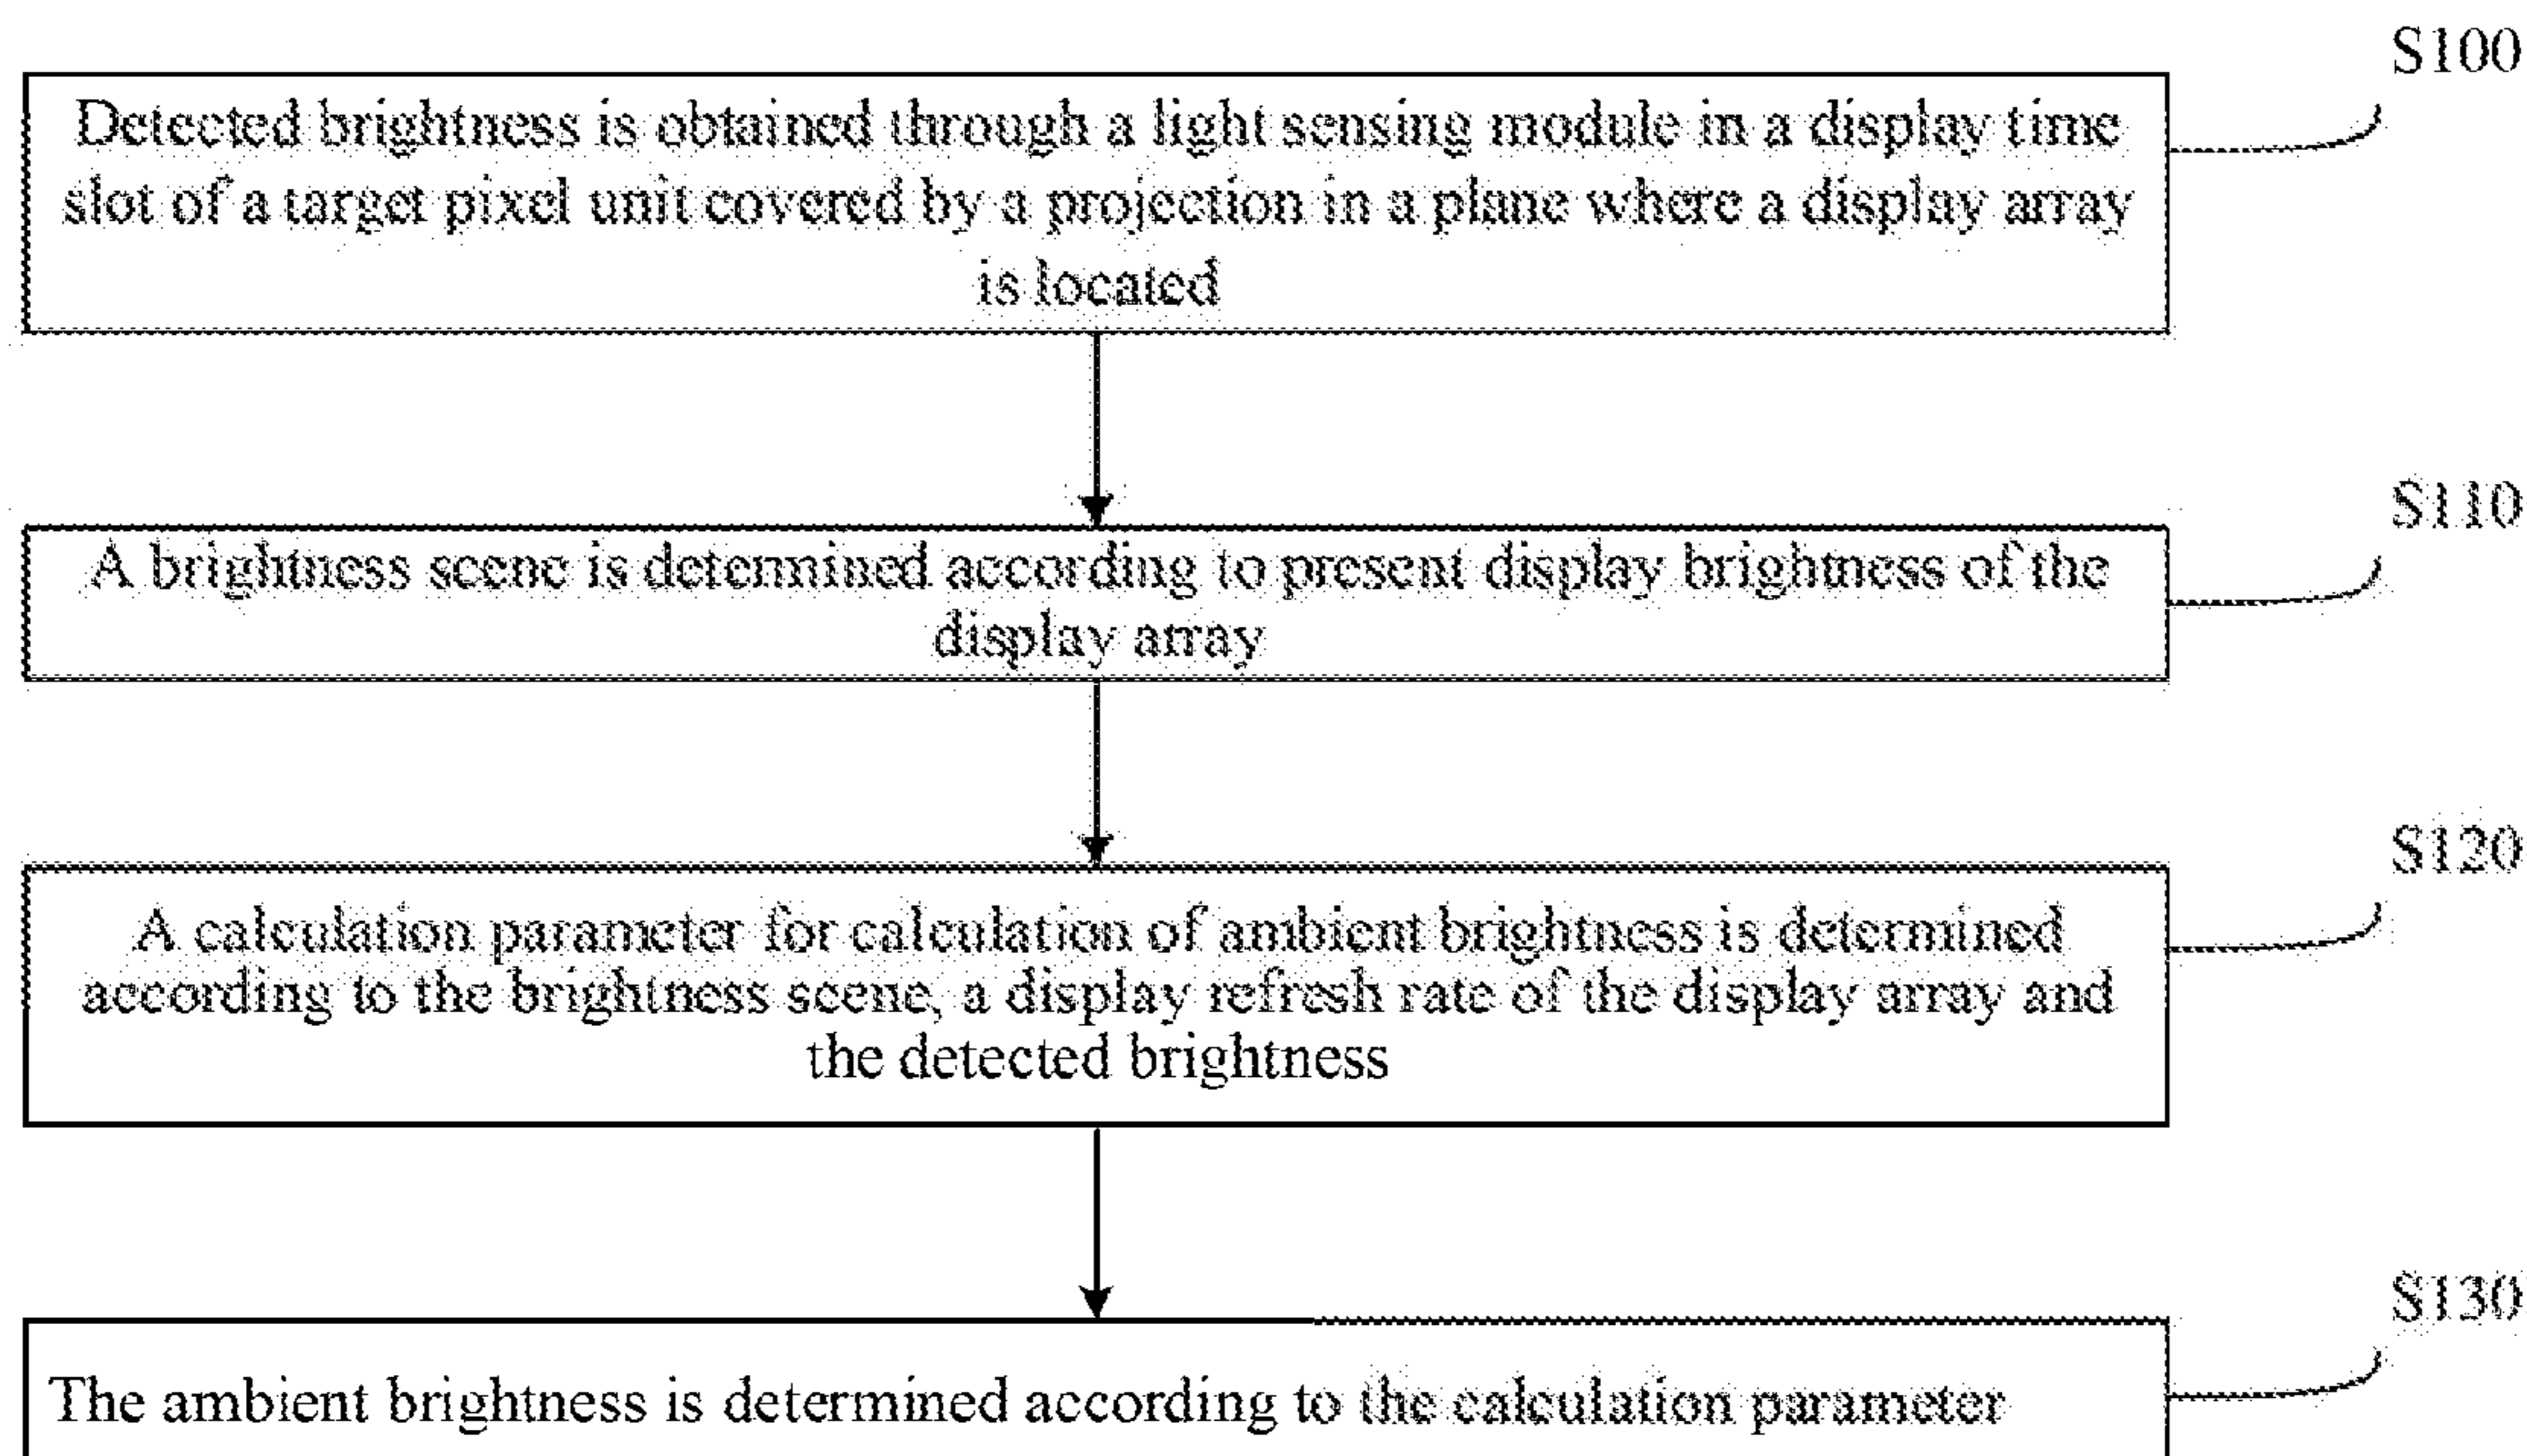 S100
Detected brightness is obtained through a light sensing module in a display time
slot of a target pixel unit covered by a projection in a plane where a display array
is located
S110
A brightness scene is determined according to present display brightness of the
display array
S120
A calculation parameter for calculation of ambient brightness is determined
according to the brightness scene, a display refresh rate of the display array and
the detected brightness
S130
The ambient brightness is determined according to the calculation parameter